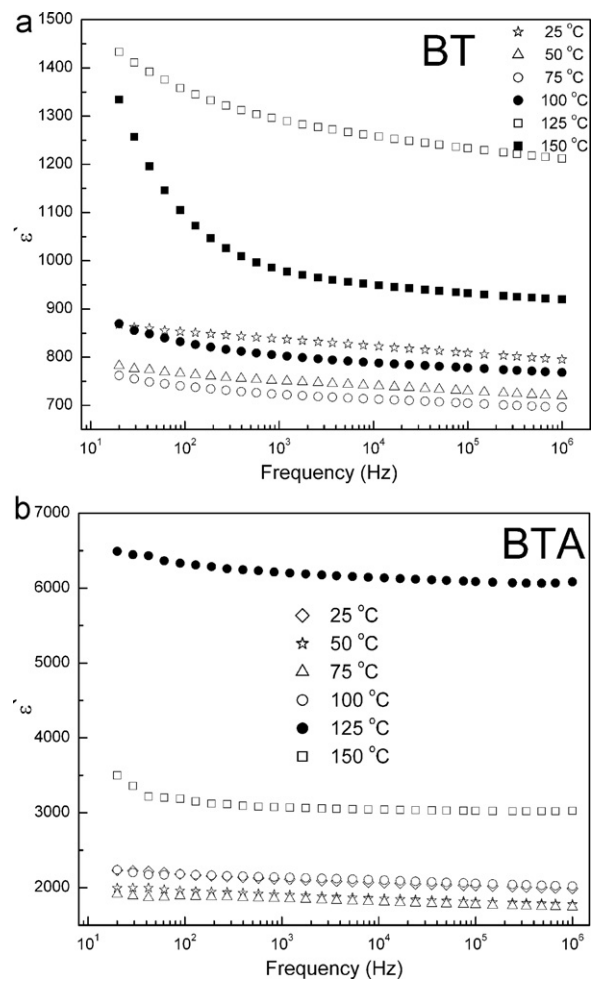 a
BT
25 °C
50 °C
75 °C
100 °C
125 °C
150 °C
1500
1400
1300
1200
1100
1000
900
800
700
ε`
10¹ 10² 10³ 10⁴ 10⁵ 10⁶
Frequency (Hz)
b
BTA
7000
6000
5000
4000
3000
2000
ε`
25 °C
50 °C
75 °C
100 °C
125 °C
150 °C
10¹ 10² 10³ 10⁴ 10⁵ 10⁶
Frequency (Hz)